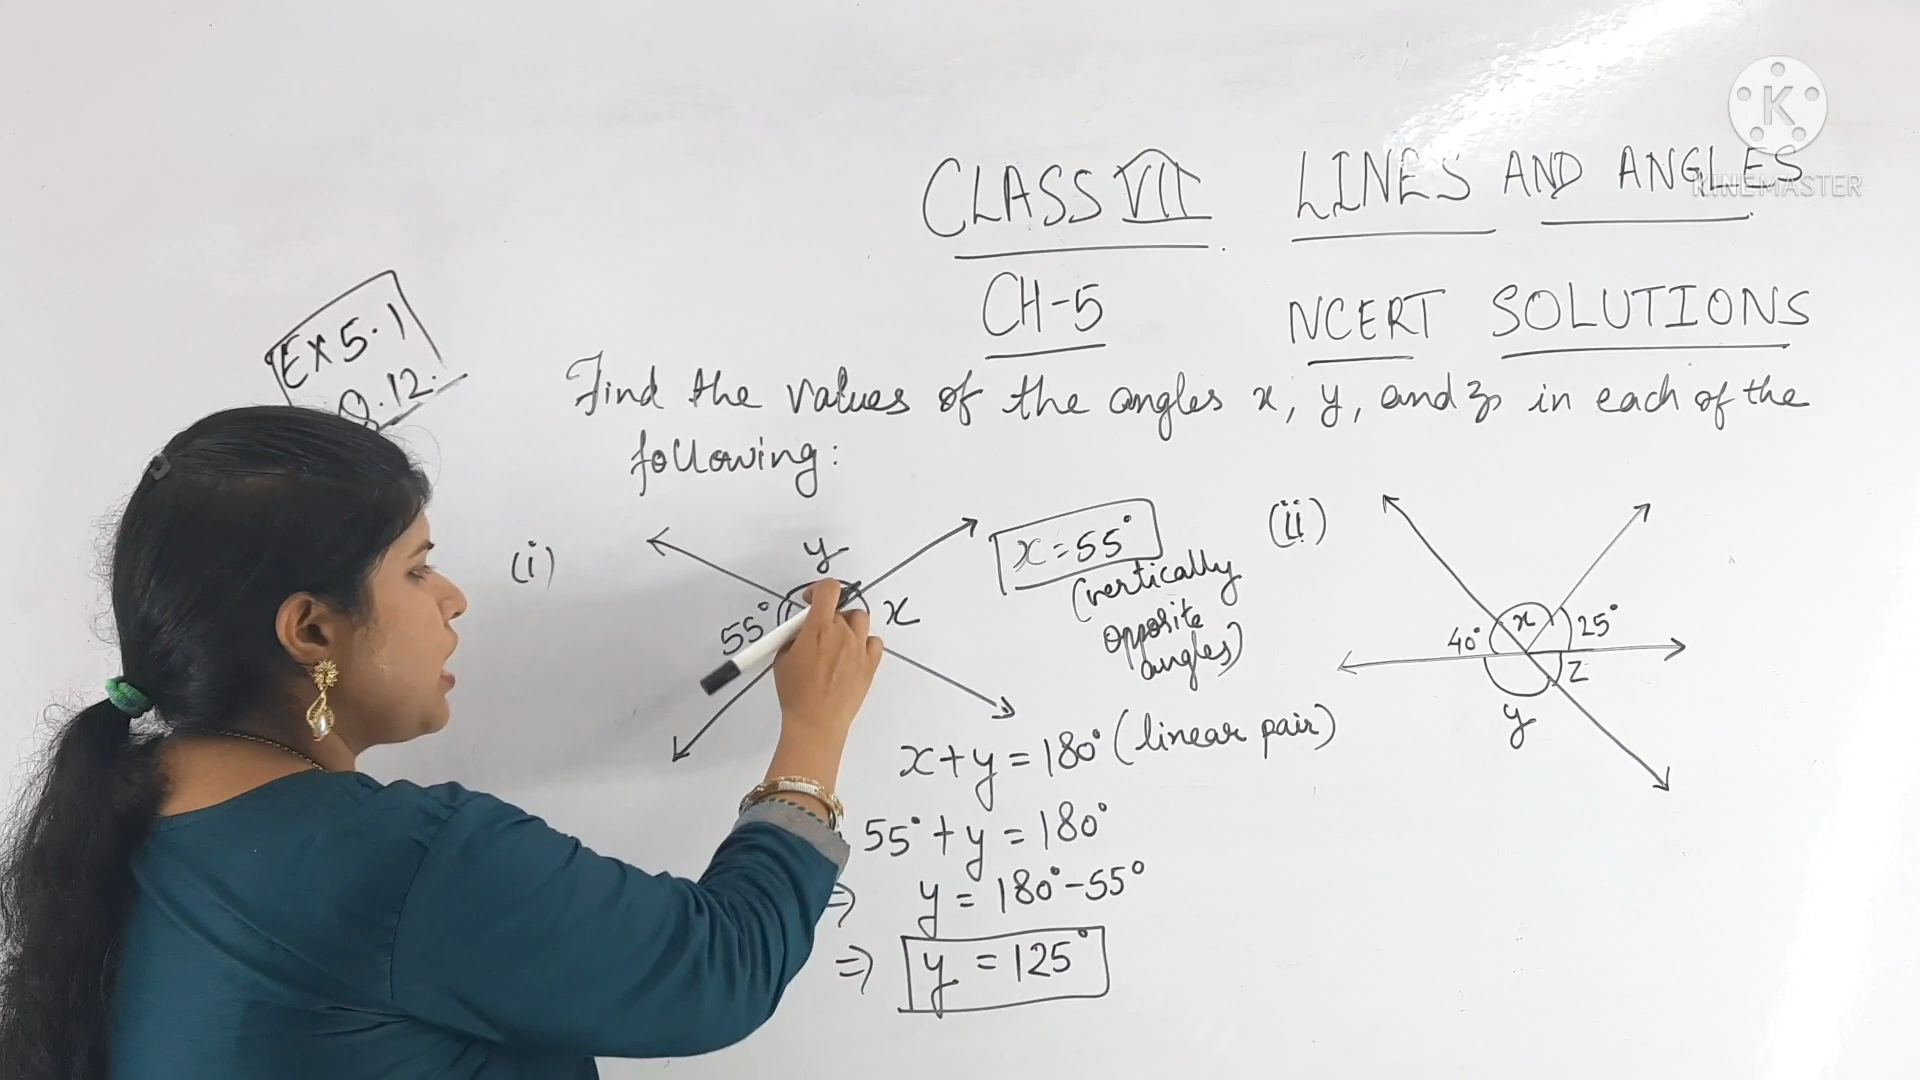 K
KINEMASTER
CLASS VII LINES AND ANGLES
CH-5 NCERT SOLUTIONS
EX 5.1
Q.12.
Find the values of the angles x, y, and z in each of the
following:
(i)
y
55°
x
x = 55°
(vertically
opposite
angles)
x + y = 180° (linear pair)
55° + y = 180°
⇒ y = 180° - 55°
⇒ y = 125°
(ii)
40°
x
25°
z
y